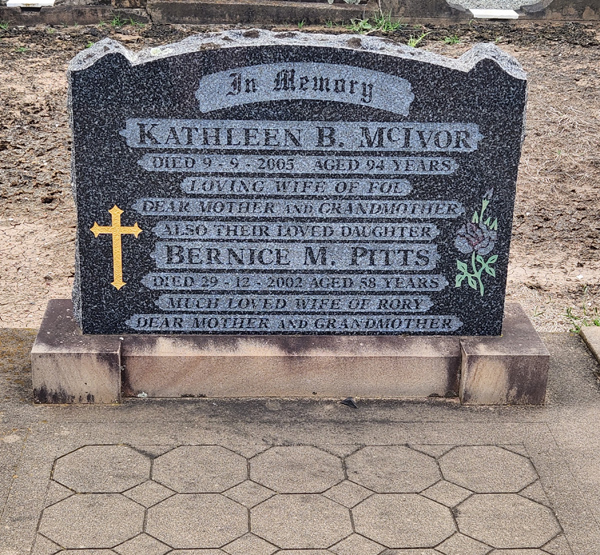 In Memory
KATHLEEN B. McIVOR
DIED 9-9-2005 AGED 94 YEARS
LOVING WIFE OF FOL
DEAR MOTHER AND GRANDMOTHER
ALSO THEIR LOVED DAUGHTER
BERNICE M. PITTS
DIED 29-12-2002 AGED 58 YEARS
MUCH LOVED WIFE OF RORY
DEAR MOTHER AND GRANDMOTHER